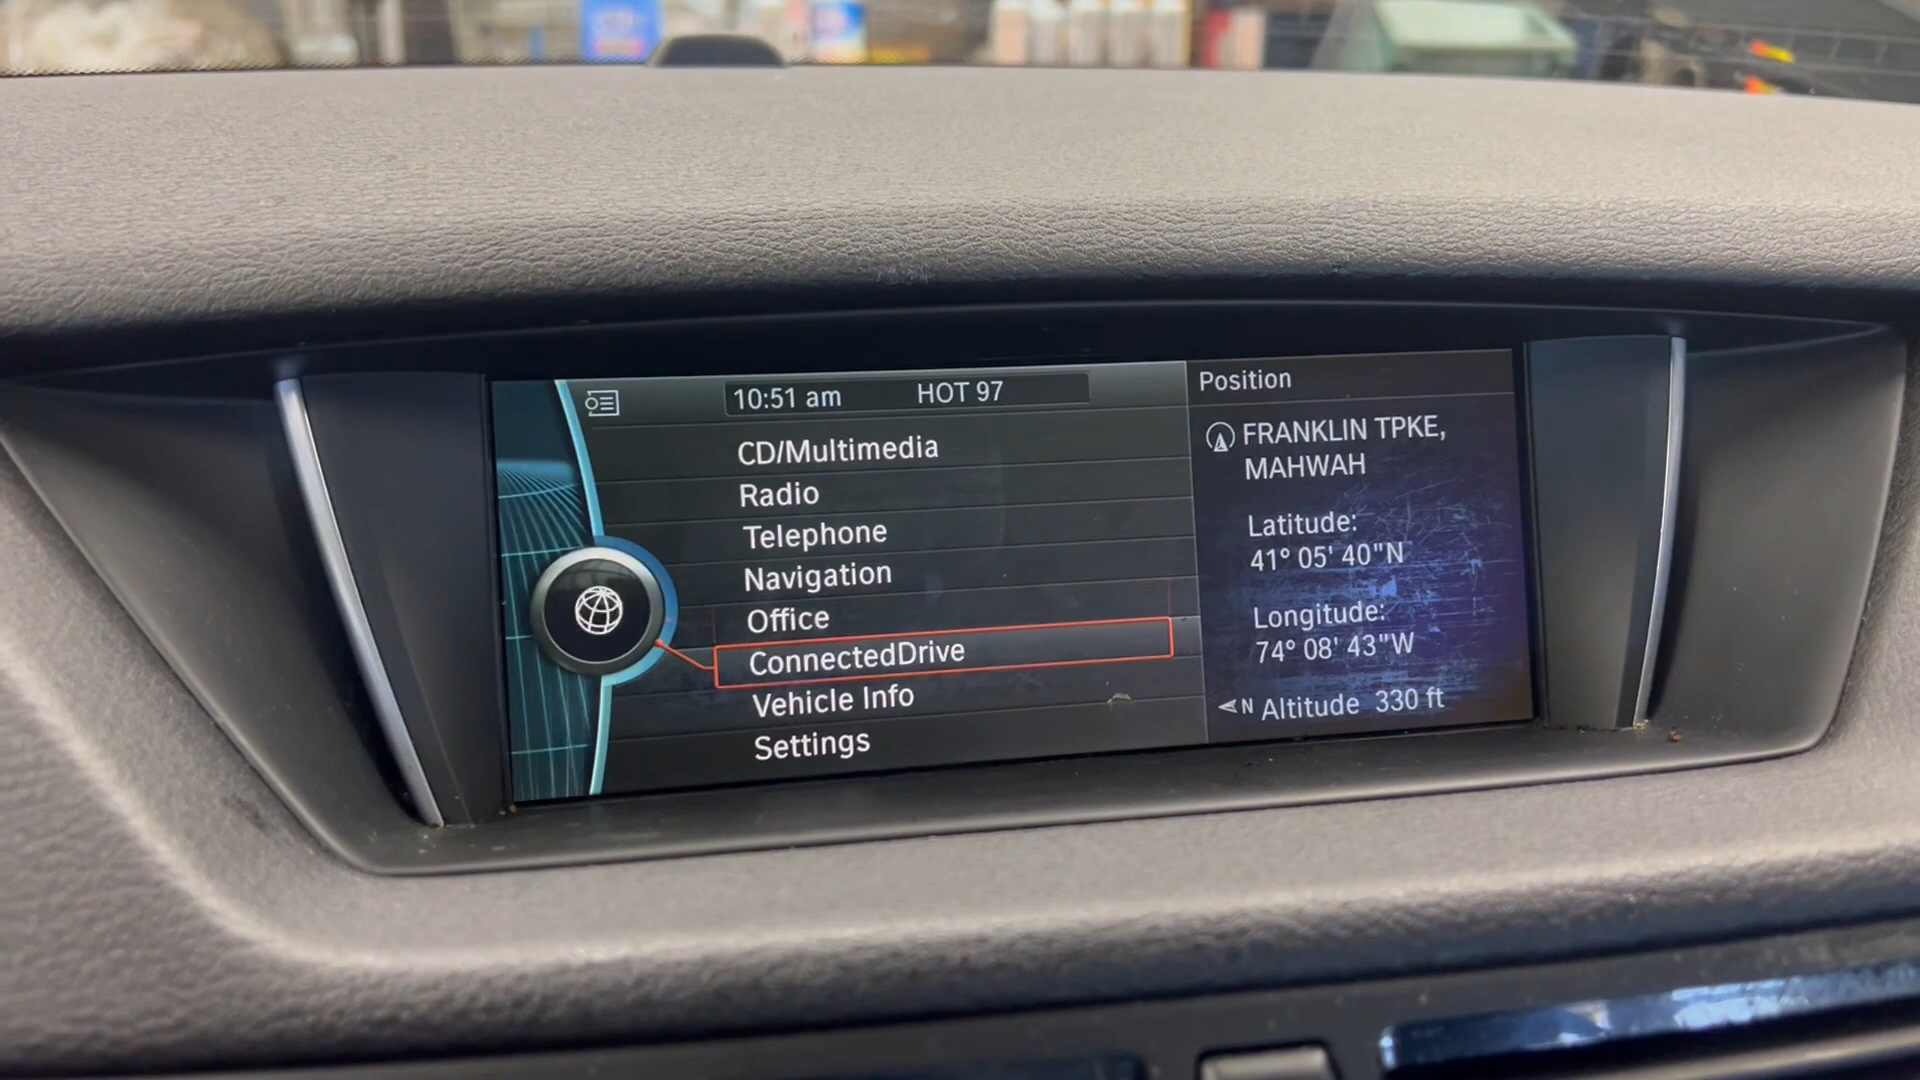 10:51 am HOT 97
CD/Multimedia
Radio
Telephone
Navigation
Office
ConnectedDrive
Vehicle Info
Settings
Position
FRANKLIN TPKE,
MAHWAH
Latitude:
41° 05' 40"N
Longitude:
74° 08' 43"W
N Altitude 330 ft